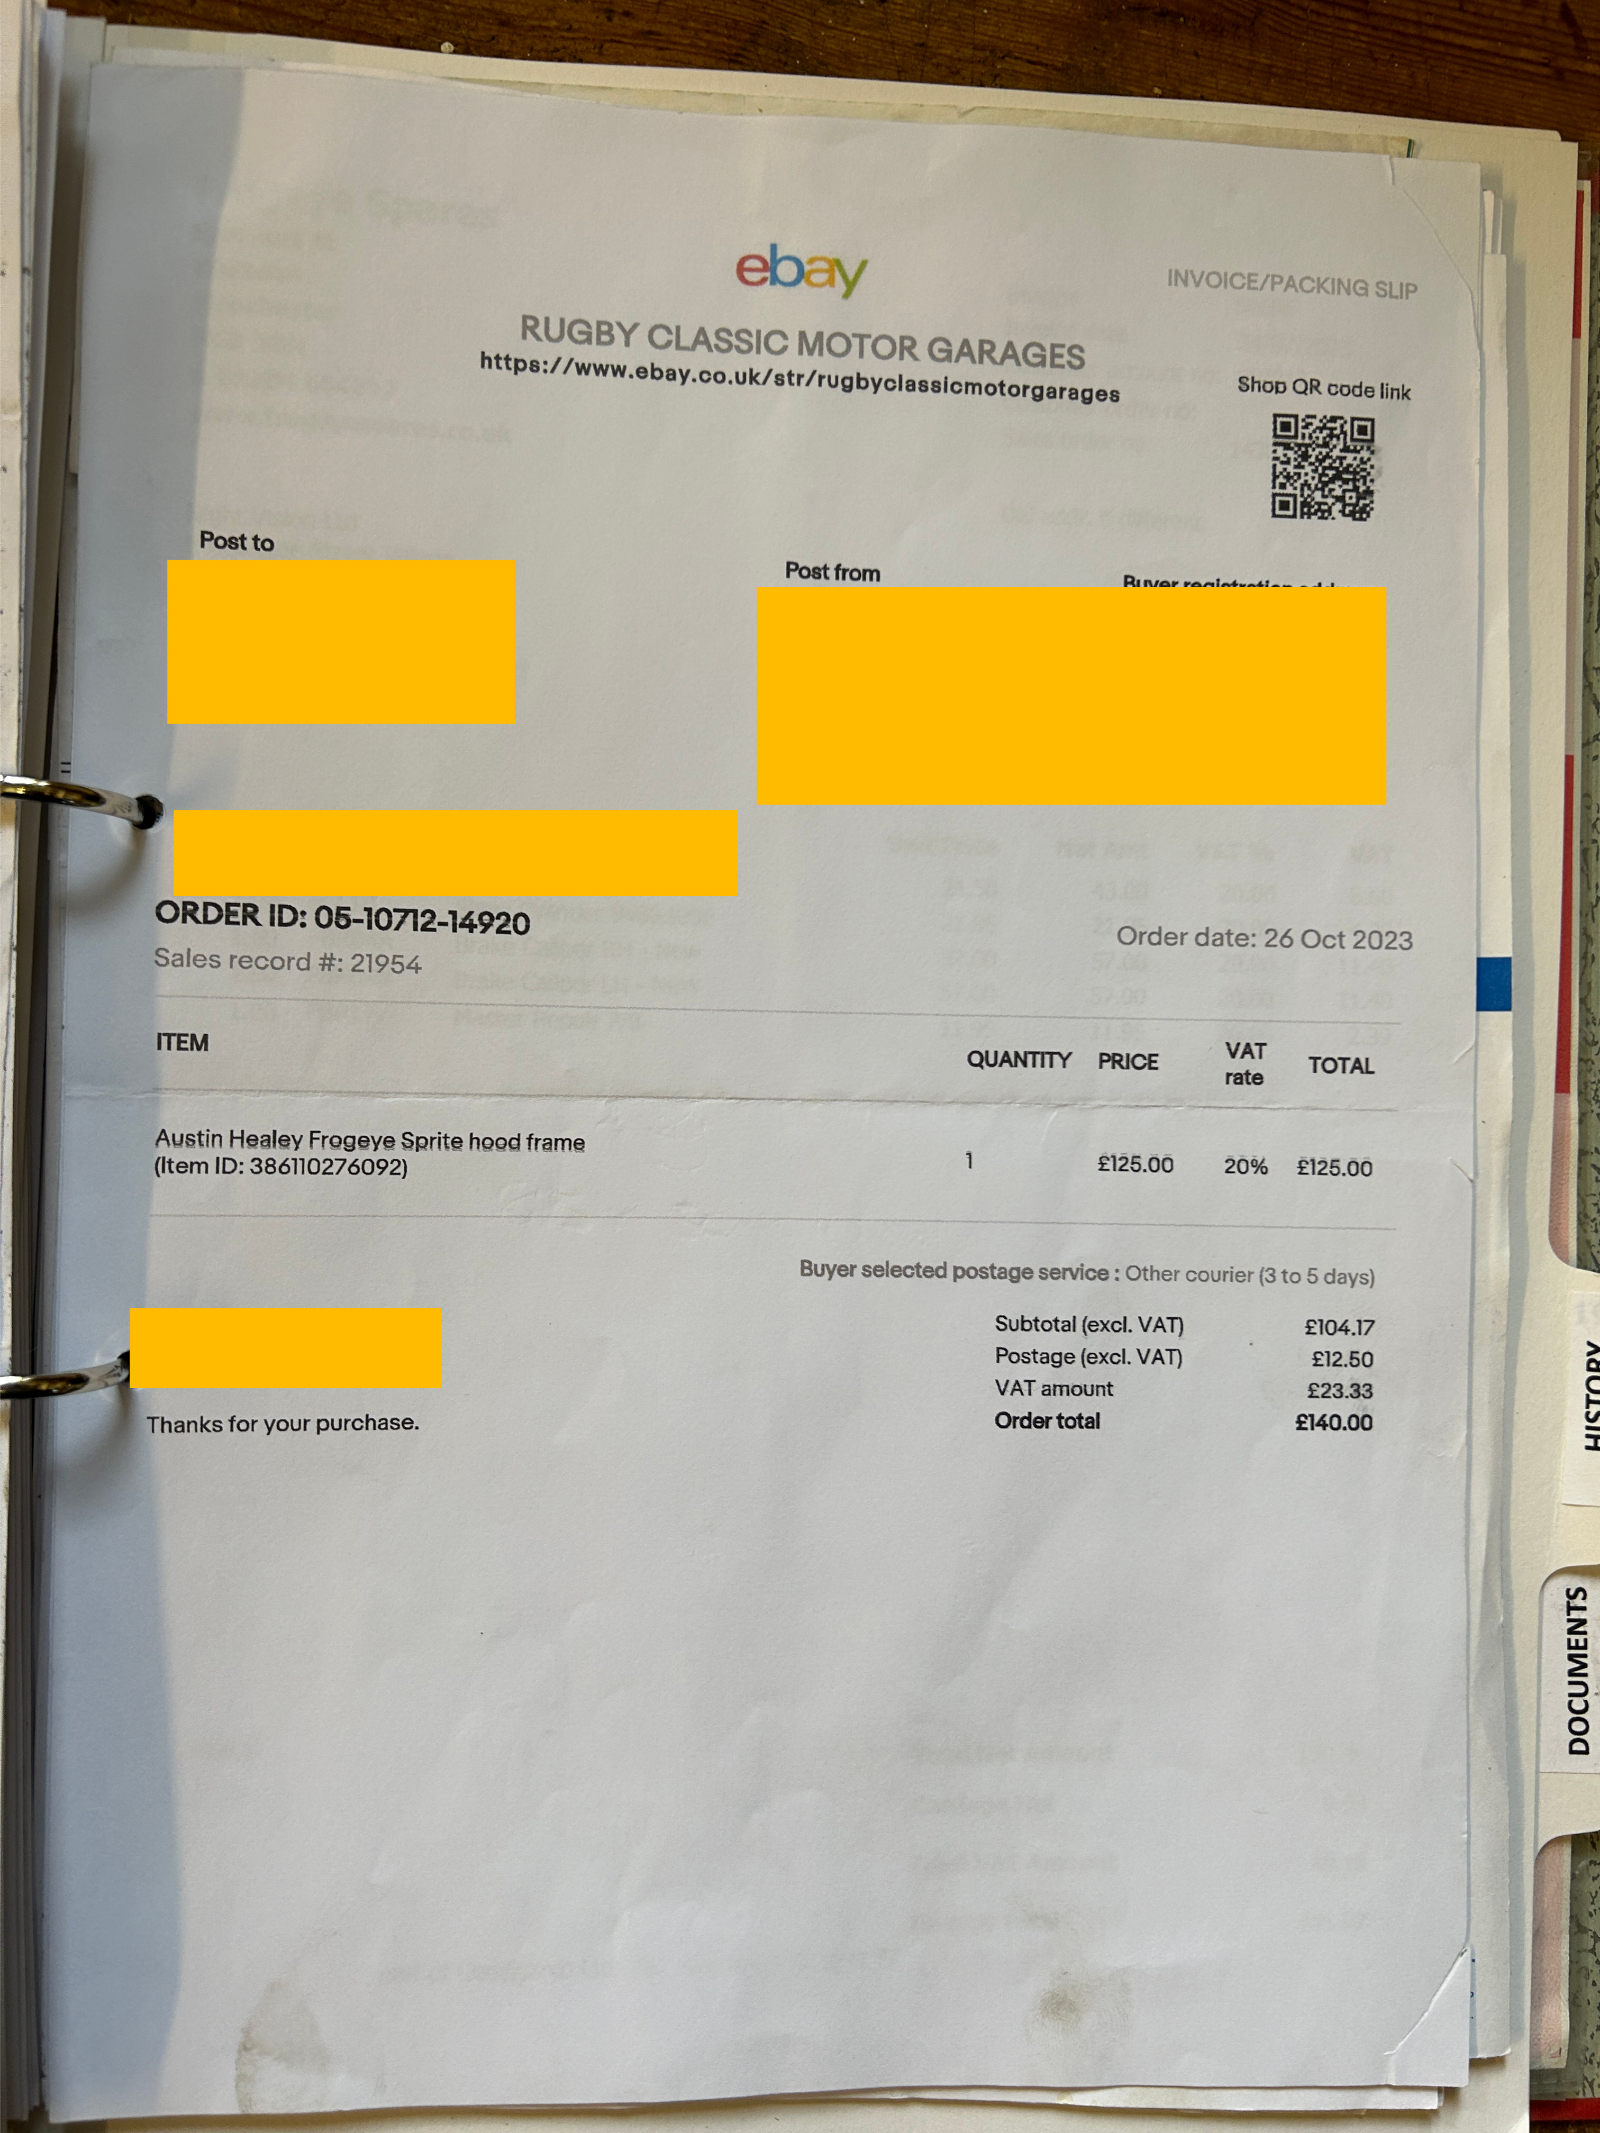 ebay
INVOICE/PACKING SLIP
RUGBY CLASSIC MOTOR GARAGES
https://www.ebay.co.uk/str/rugbyclassicmotorgarages
Shop QR code link
Post to
Post from
Buyer registration
ORDER ID: 05-10712-14920
Sales record #: 21954
Order date: 26 Oct 2023
ITEM QUANTITY PRICE VAT rate TOTAL
Austin Healey Frogeye Sprite hood frame
(Item ID: 386110276092) 1 £125.00 20% £125.00
Buyer selected postage service : Other courier (3 to 5 days)
Subtotal (excl. VAT) £104.17
Postage (excl. VAT) £12.50
VAT amount £23.33
Order total £140.00
Thanks for your purchase.
HISTORY
DOCUMENTS